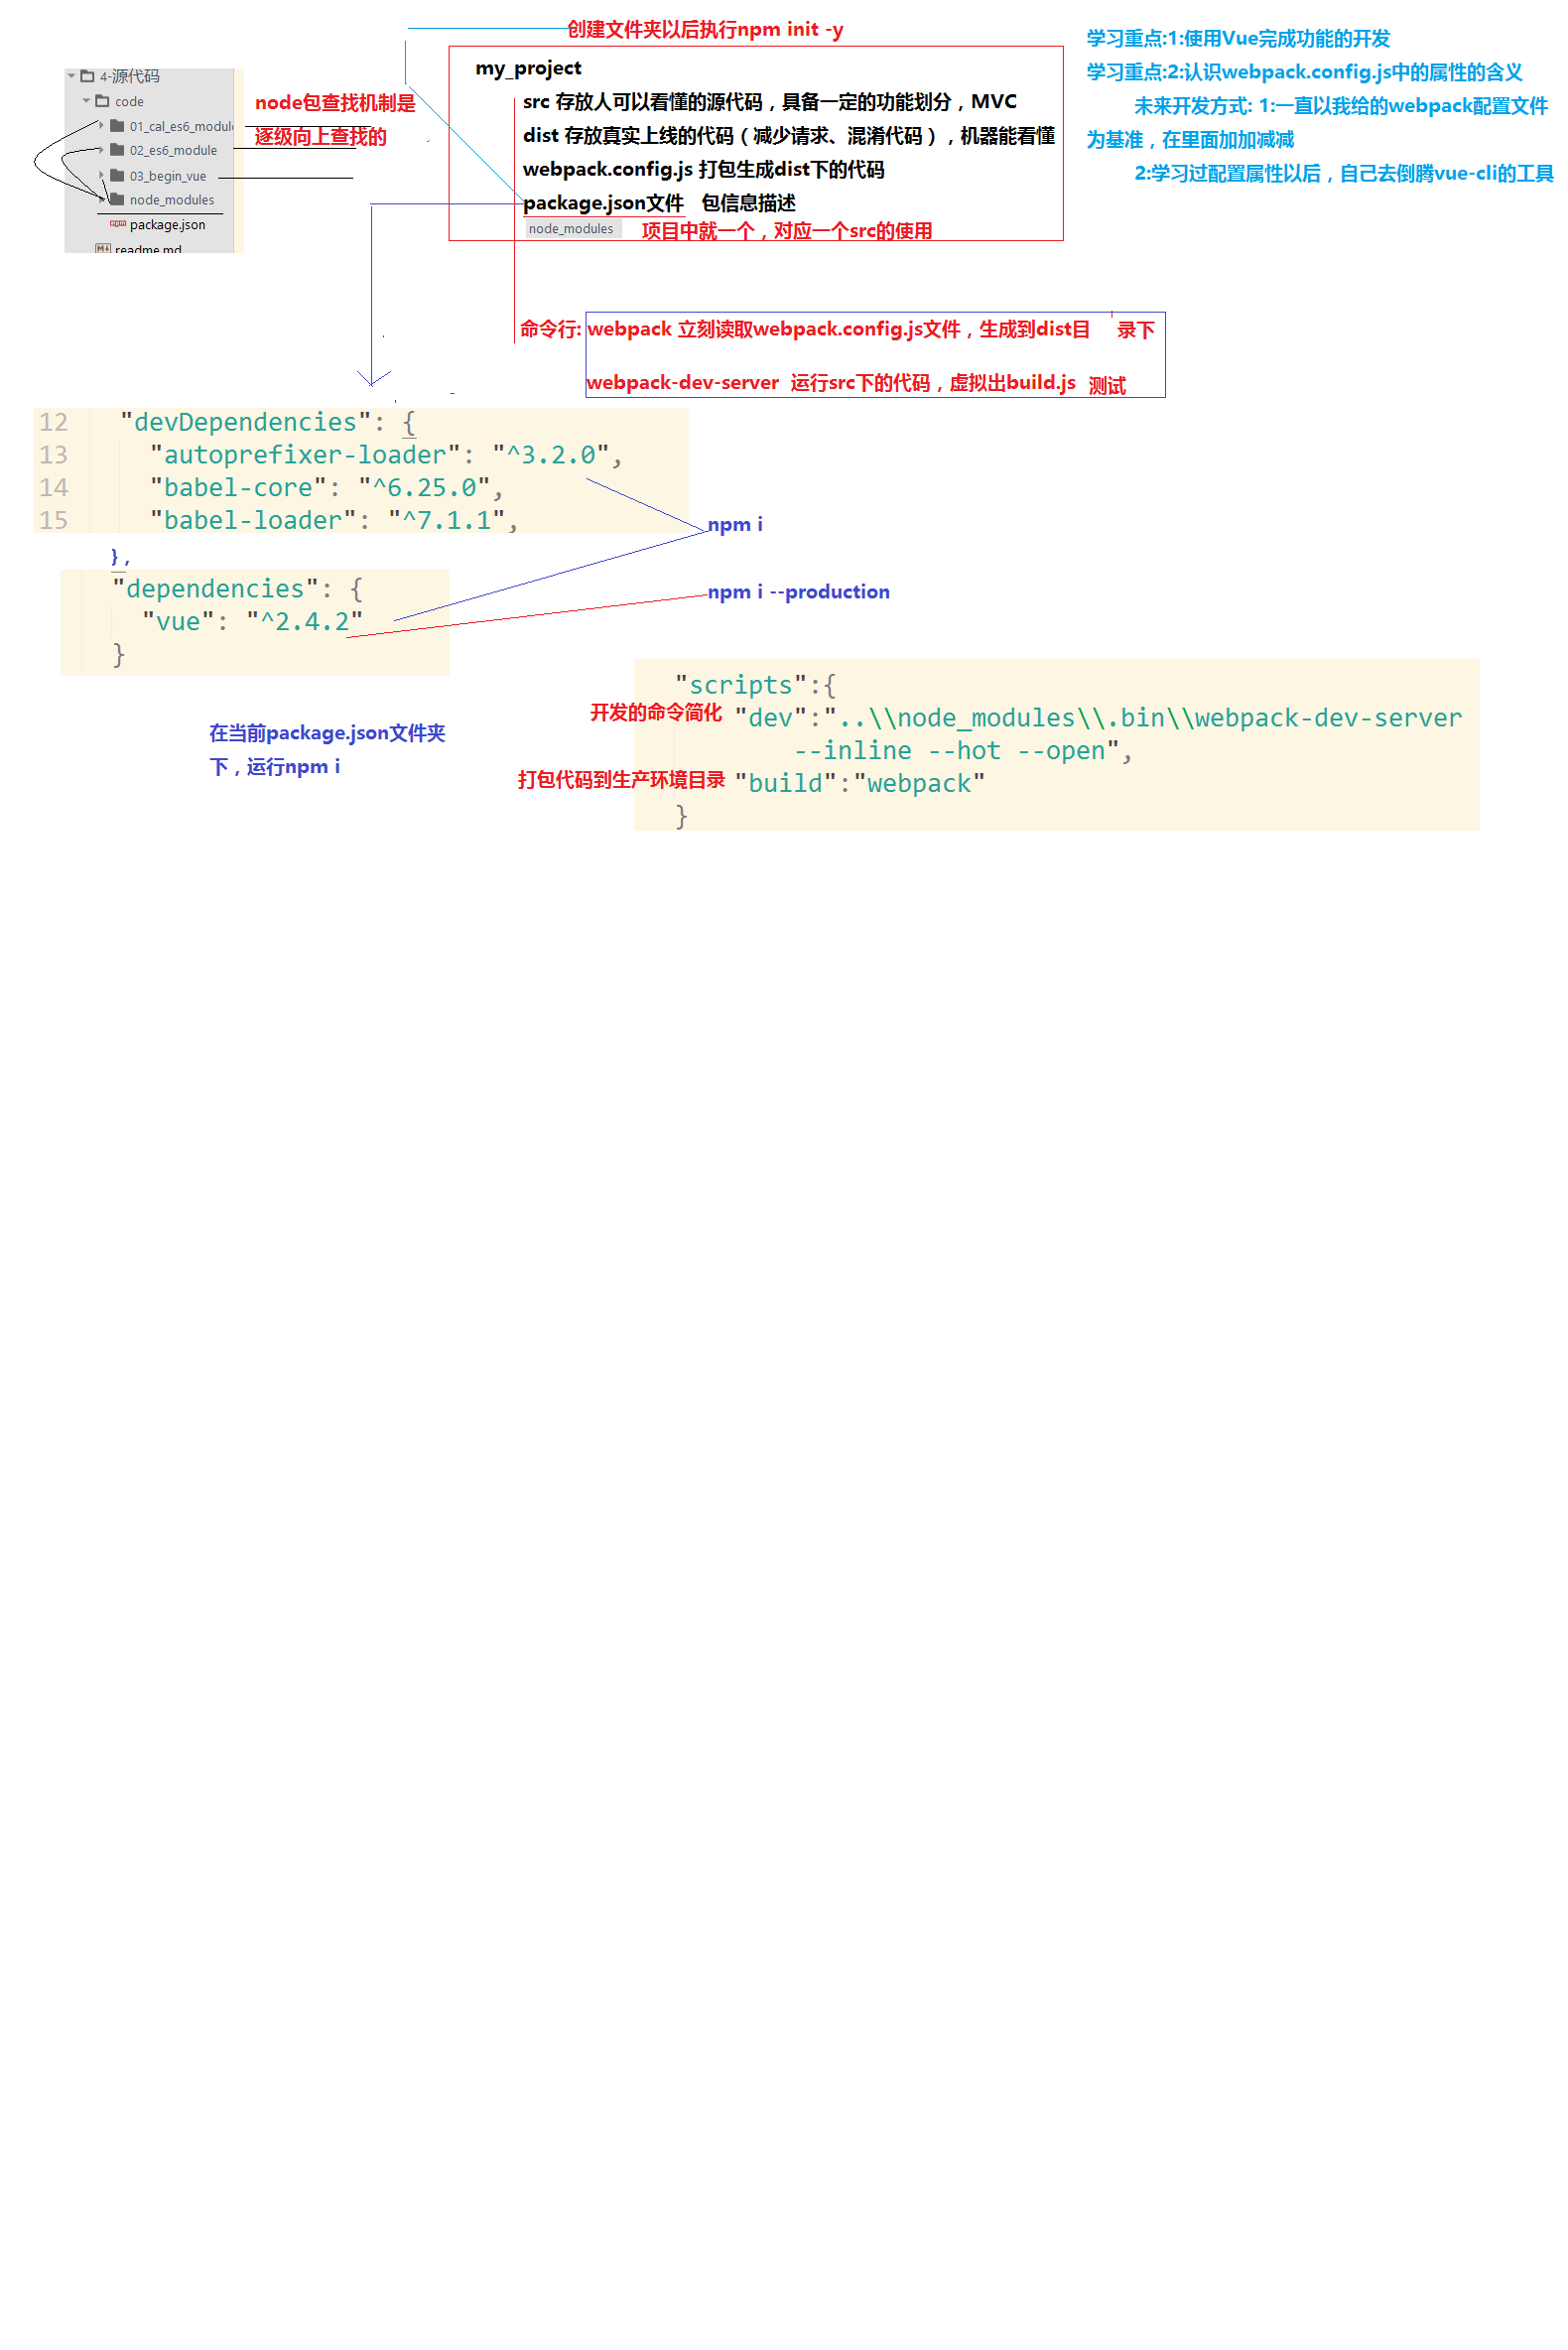 创建文件夹以后执行npm init -y
4-源代码
code
01_cal_es6_modul
02_es6_module
03_begin_vue
node_modules
package.json
readme.md
node包查找机制是
逐级向上查找的
my_project
src 存放人可以看懂的源代码，具备一定的功能划分，MVC
dist 存放真实上线的代码（减少请求、混淆代码），机器能看懂
webpack.config.js 打包生成dist下的代码
package.json文件 包信息描述
node_modules 项目中就一个，对应一个src的使用
学习重点:1:使用Vue完成功能的开发
学习重点:2:认识webpack.config.js中的属性的含义
未来开发方式: 1:一直以我给的webpack配置文件
为基准，在里面加加减减
2:学习过配置属性以后，自己去倒腾vue-cli的工具
命令行: webpack 立刻读取webpack.config.js文件，生成到dist目 录下
webpack-dev-server 运行src下的代码，虚拟出build.js 测试
12 "devDependencies": {
13 "autoprefixer-loader": "^3.2.0",
14 "babel-core": "^6.25.0",
15 "babel-loader": "^7.1.1",
},
"dependencies": {
"vue": "^2.4.2"
}
npm i
npm i --production
在当前package.json文件夹
下，运行npm i
"scripts":{
开发的命令简化 "dev":"..\\node_modules\\.bin\\webpack-dev-server
--inline --hot --open",
打包代码到生产环境目录 "build":"webpack"
}